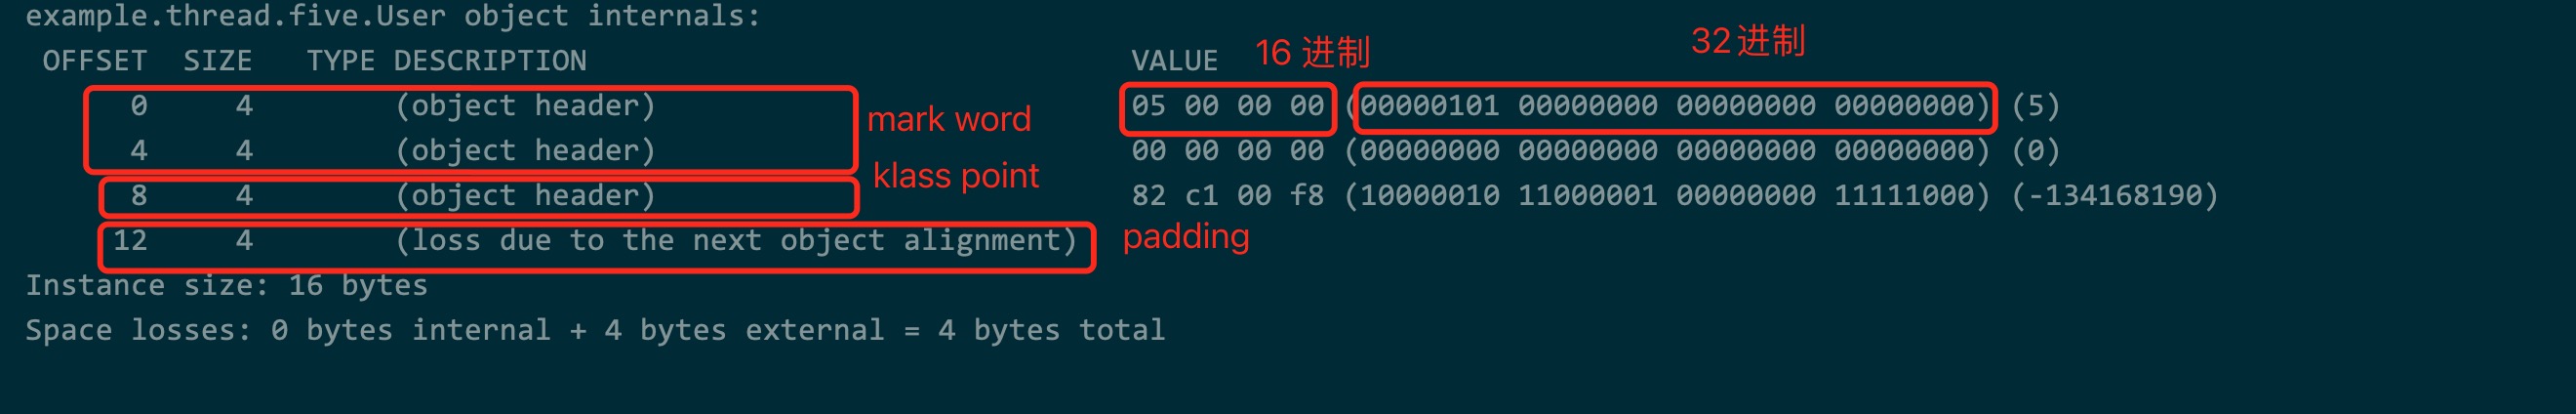 example.thread.five.User object internals:
OFFSET SIZE TYPE DESCRIPTION VALUE 16 进制 32进制
0 4 (object header) 05 00 00 00 (00000101 00000000 00000000 00000000) (5)
mark word
4 4 (object header) 00 00 00 00 (00000000 00000000 00000000 00000000) (0)
klass point
8 4 (object header) 82 c1 00 f8 (10000010 11000001 00000000 11111000) (-134168190)
12 4 (loss due to the next object alignment) padding
Instance size: 16 bytes
Space losses: 0 bytes internal + 4 bytes external = 4 bytes total